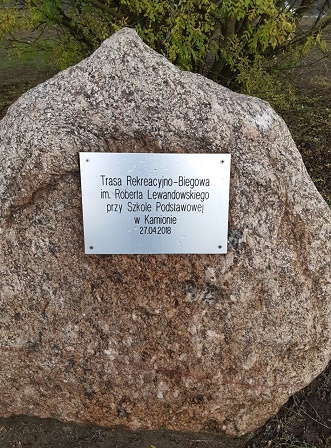 Trasa Rekreacyjno-Biegowa
im. Roberta Lewandowskiego
przy Szkole Podstawowej
w Kamionie
27.04.2018